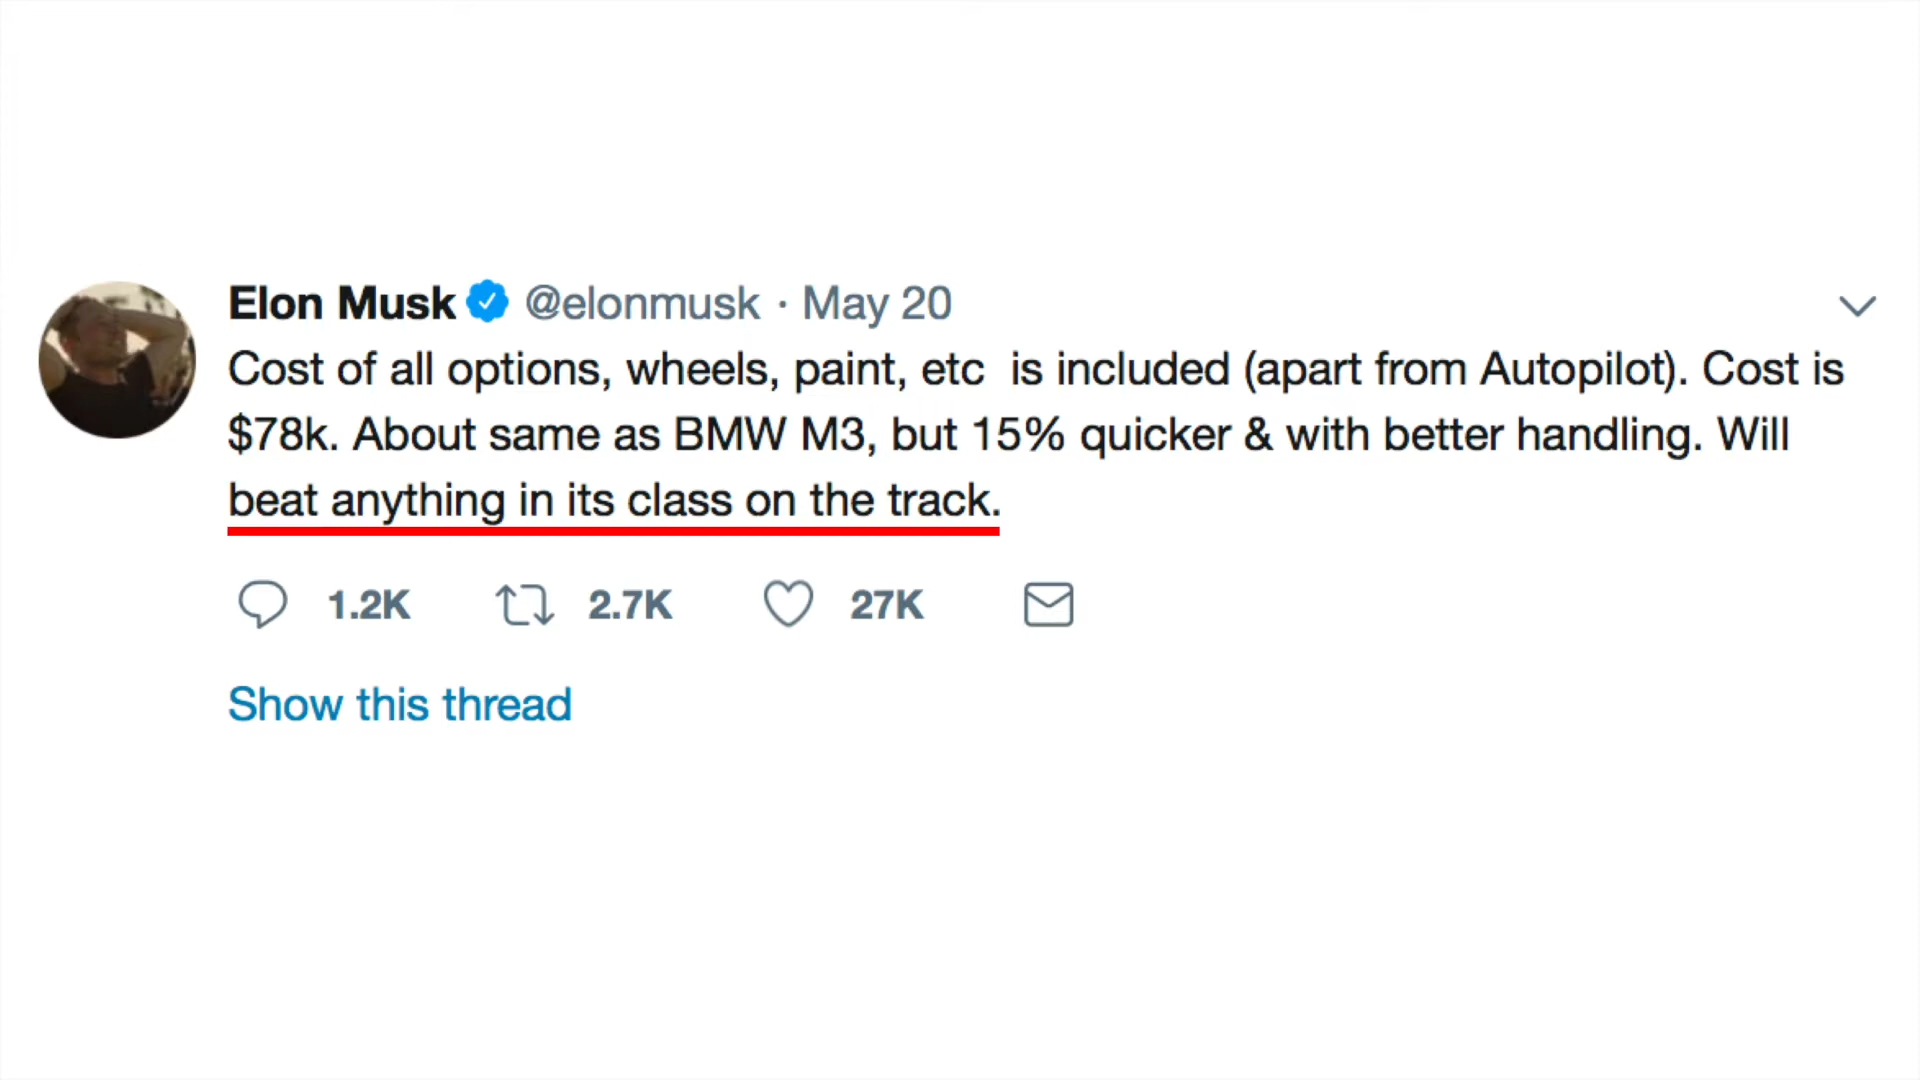 Elon Musk @elonmusk · May 20
Cost of all options, wheels, paint, etc  is included (apart from Autopilot). Cost is
$78k. About same as BMW M3, but 15% quicker & with better handling. Will
beat anything in its class on the track.
1.2K 2.7K 27K
Show this thread